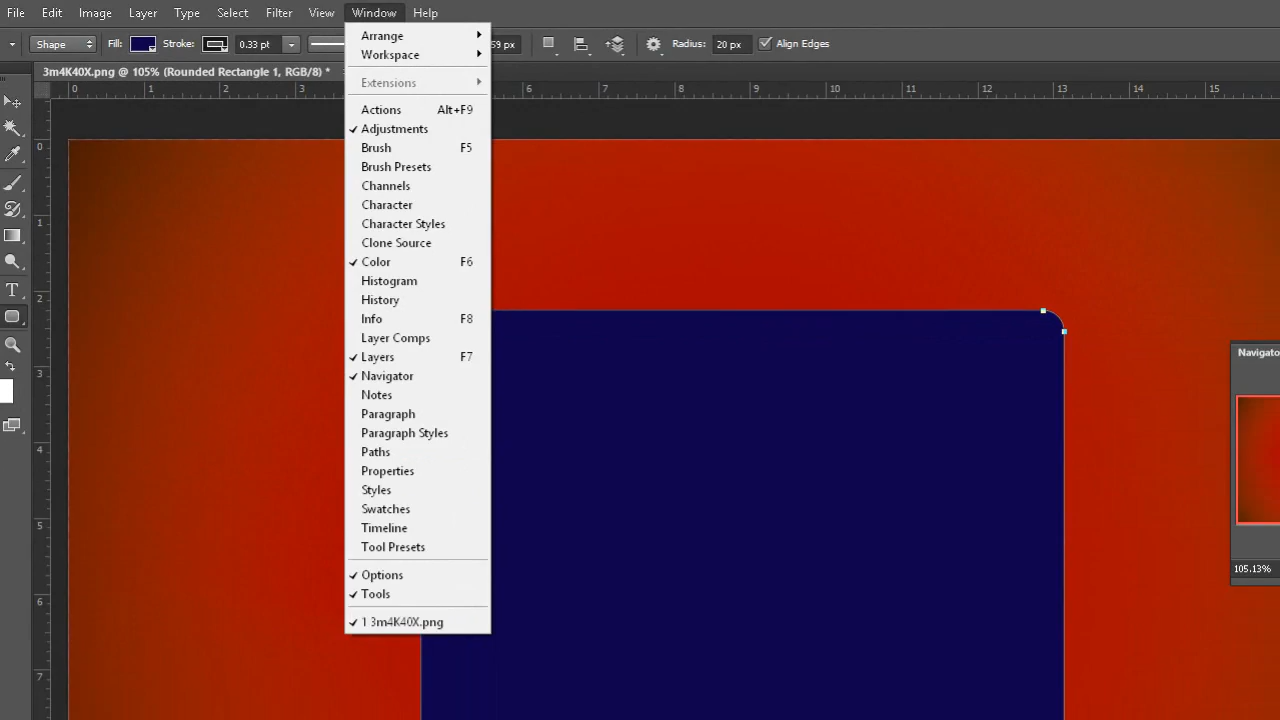 File Edit Image Layer Type Select Filter View Window Help
Shape Fill: Stroke: 0.33 pt 59 px Radius: 20 px Align Edges
3m4K40X.png @ 105% (Rounded Rectangle 1, RGB/8) *
0 1 2 3 6 7 8 9 10 11 12 13 14 15
0
1
2
3
4
5
6
7
Arrange
Workspace
Extensions
Actions Alt+F9
Adjustments
Brush F5
Brush Presets
Channels
Character
Character Styles
Clone Source
Color F6
Histogram
History
Info F8
Layer Comps
Layers F7
Navigator
Notes
Paragraph
Paragraph Styles
Paths
Properties
Styles
Swatches
Timeline
Tool Presets
Options
Tools
1 3m4K40X.png
Navigator
105.13%